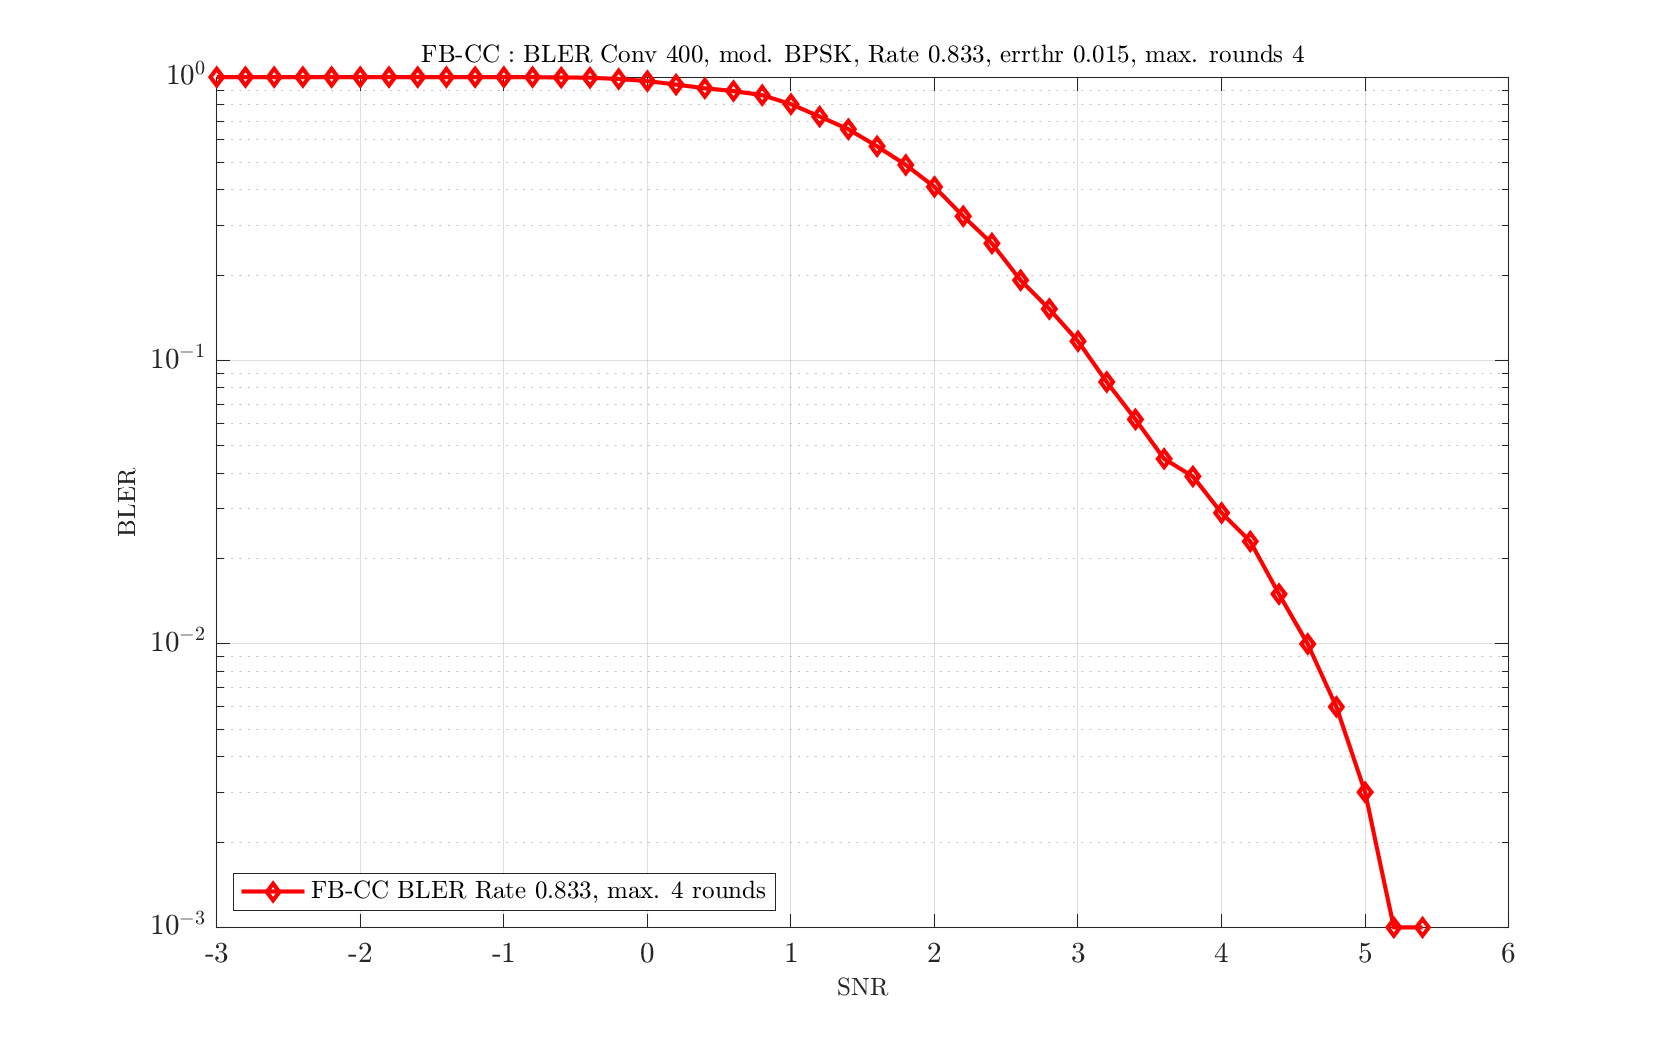 FB-CC : BLER Conv 400, mod. BPSK, Rate 0.833, errthr 0.015, max. rounds 4
10^0
10^-1
10^-2
10^-3
BLER
FB-CC BLER Rate 0.833, max. 4 rounds
-3 -2 -1 0 1 2 3 4 5 6
SNR